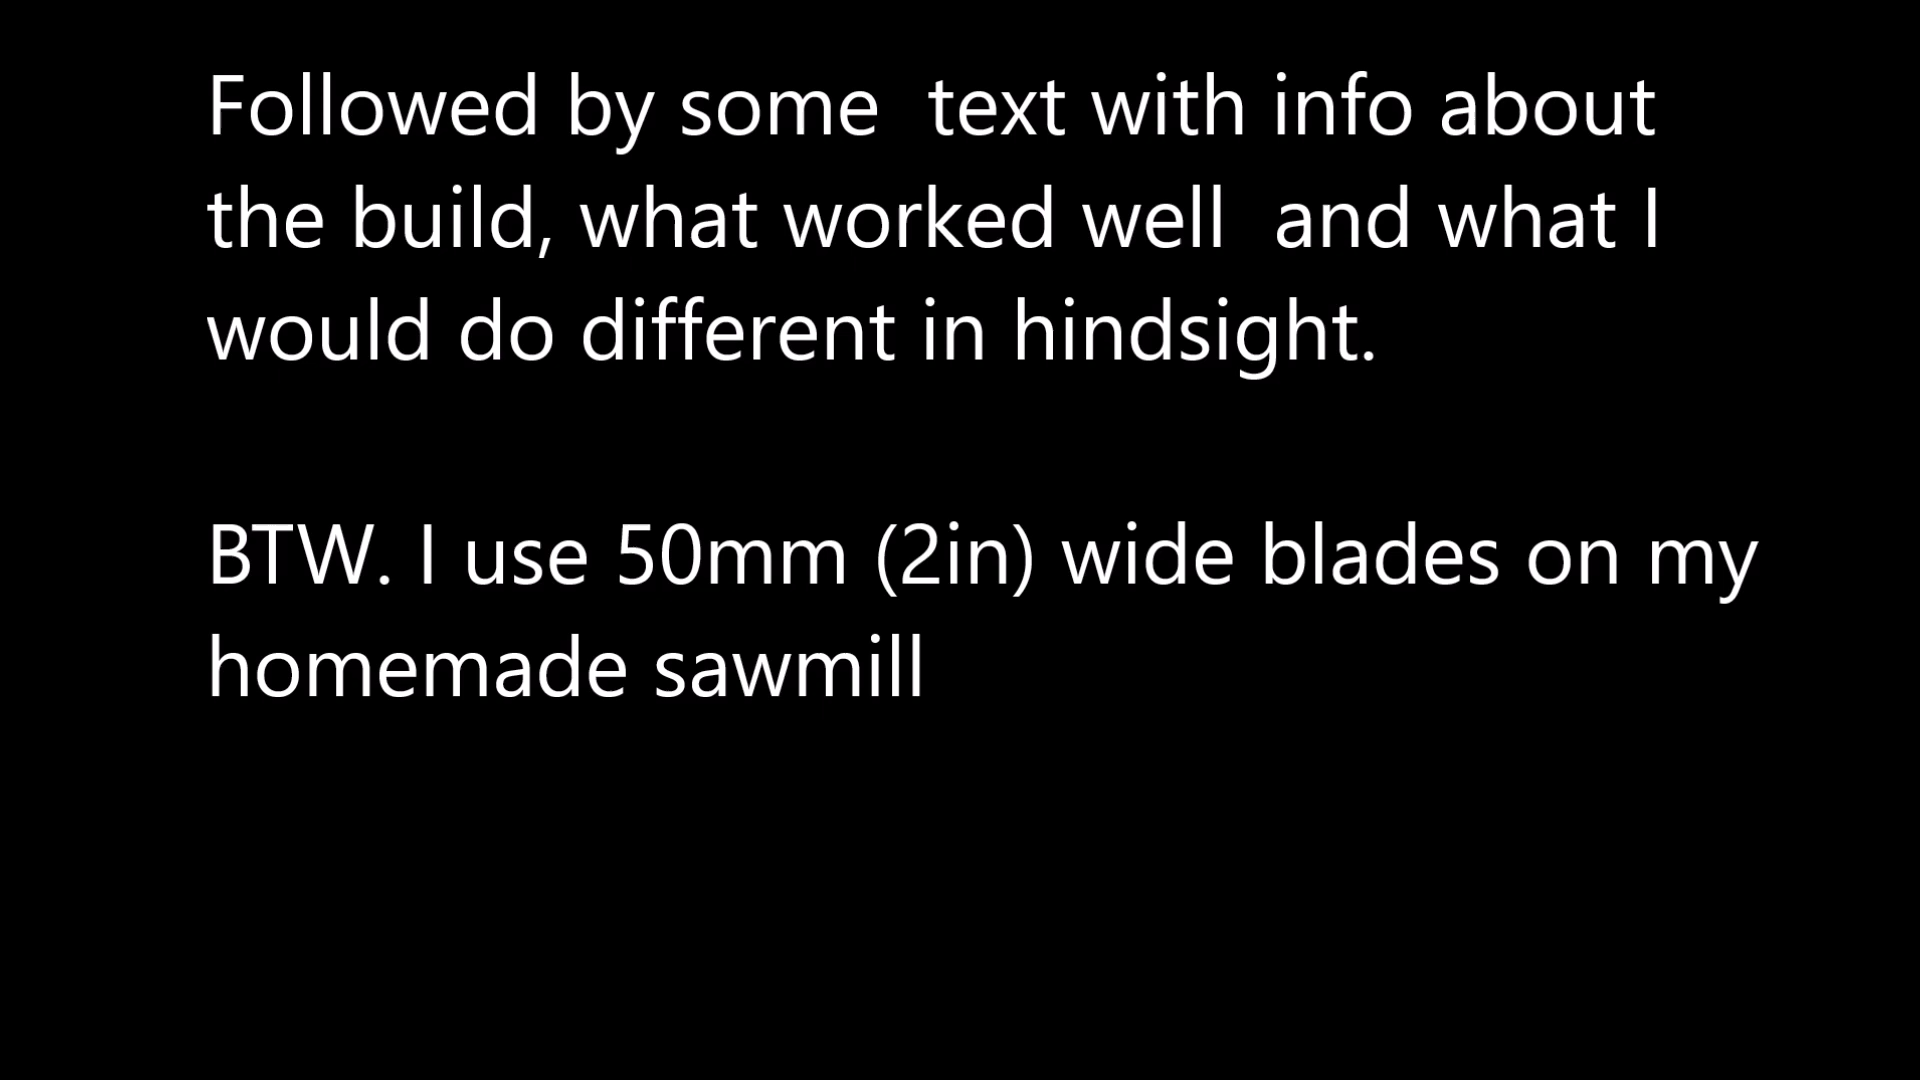 Followed by some  text with info about
the build, what worked well  and what I
would do different in hindsight.
BTW. I use 50mm (2in) wide blades on my
homemade sawmill